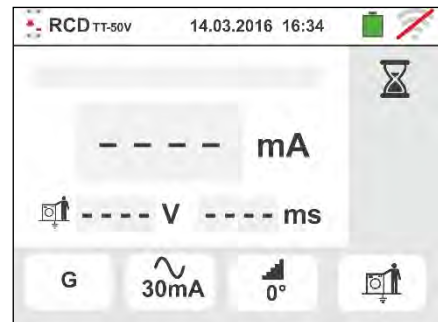 RCD TT-50V 14.03.2016 16:34
- - - - mA
- - - - V - - - - ms
G 30mA 0°